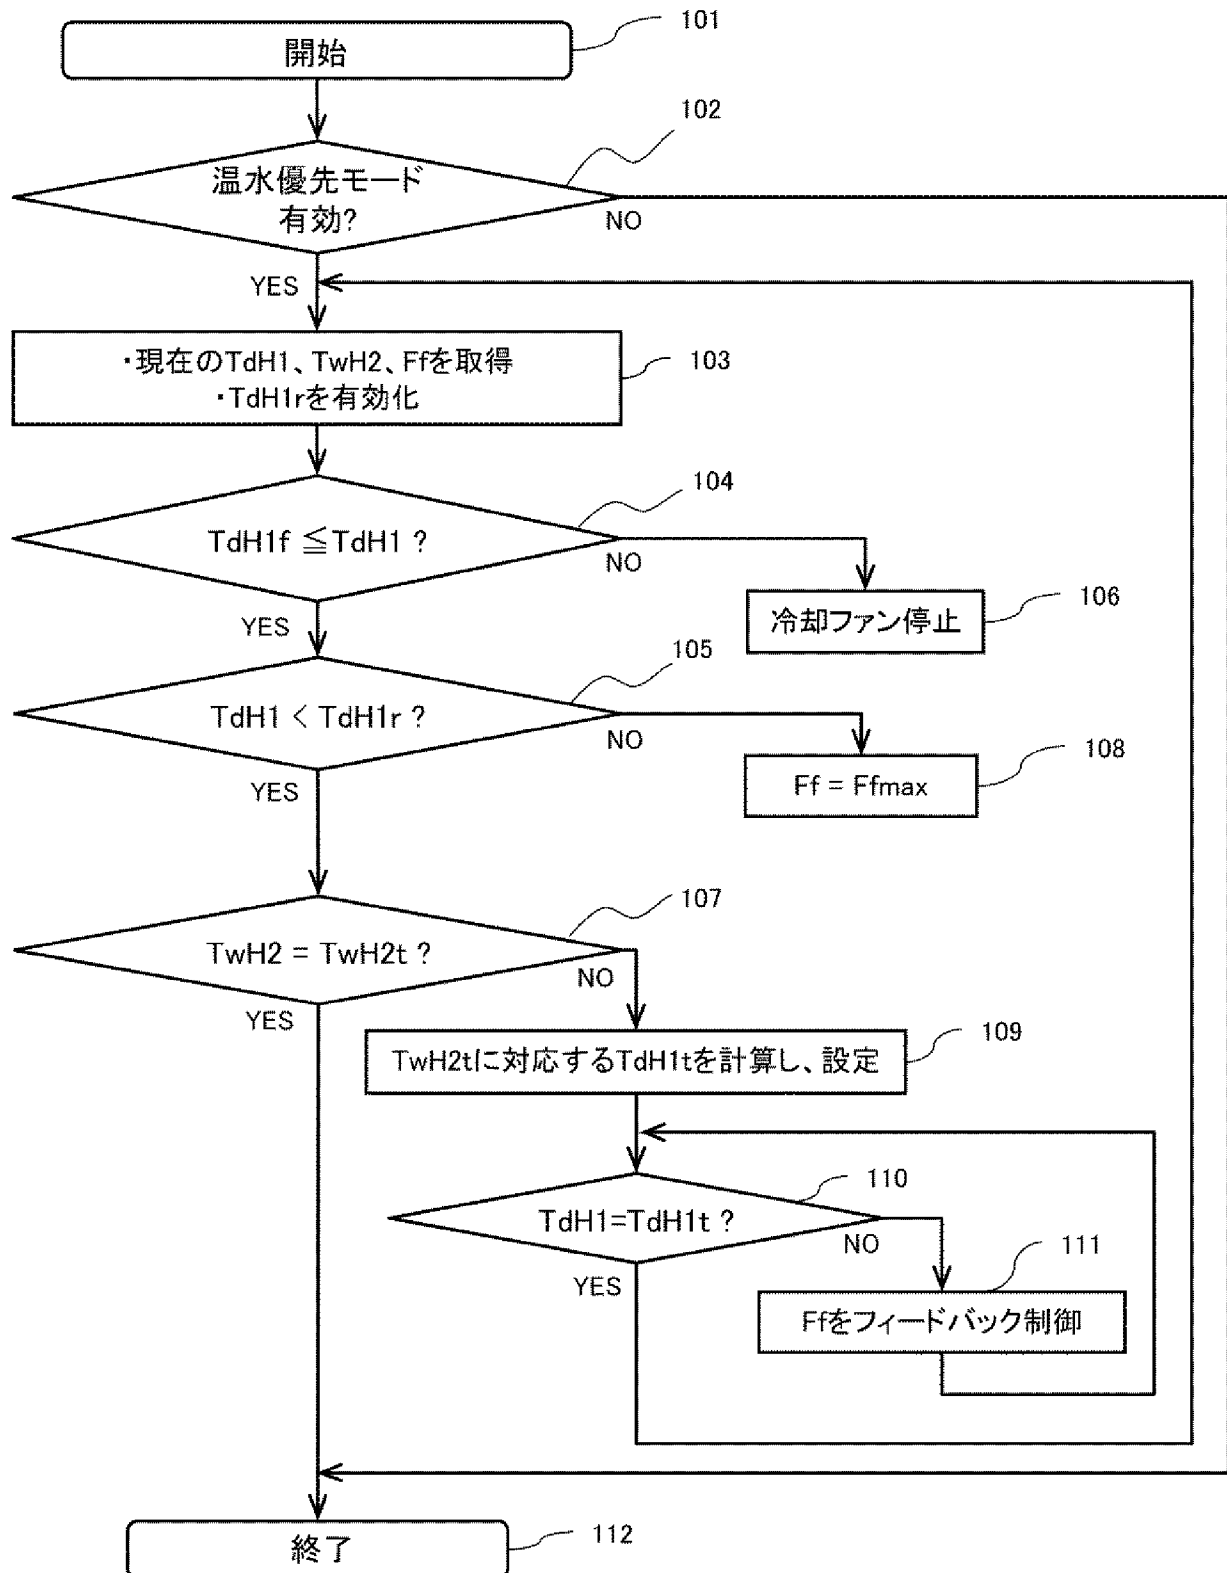 101
開始
102
温水優先モード
有効?
NO
YES
・現在のTdH1、TwH2、Ffを取得
・TdH1rを有効化
103
104
TdH1f ≦TdH1 ?
NO
YES
冷却ファン停止
106
105
TdH1 < TdH1r ?
NO
YES
Ff = Ffmax
108
107
TwH2 = TwH2t ?
NO
YES
TwH2tに対応するTdH1tを計算し、設定
109
110
TdH1=TdH1t ?
NO
YES
111
Ffをフィードバック制御
終了
112